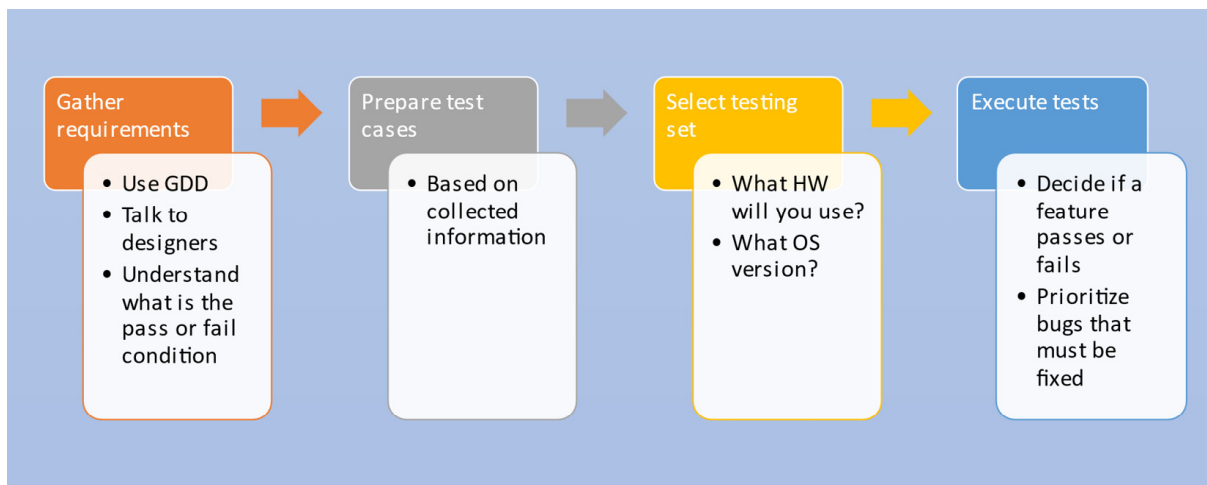 Gather
requirements
• Use GDD
• Talk to
designers
• Understand
what is the
pass or fail
condition
Prepare test
cases
• Based on
collected
information
Select testing
set
• What HW
will you use?
• What OS
version?
Execute tests
• Decide if a
feature
passes or
fails
• Prioritize
bugs that
must be
fixed